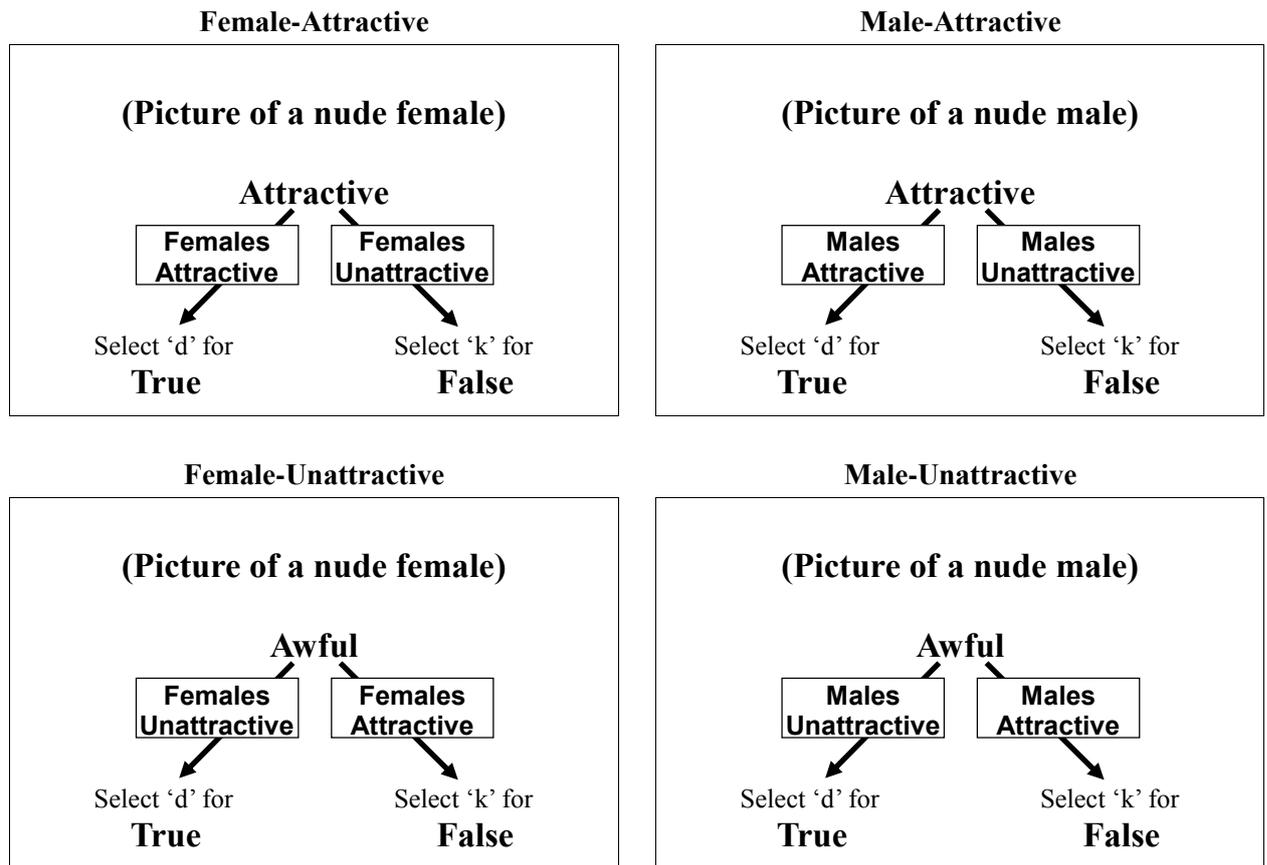 Female-Attractive
(Picture of a nude female)
Attractive
Females
Attractive
Females
Unattractive
Select ‘d’ for
True
Select ‘k’ for
False
Male-Attractive
(Picture of a nude male)
Attractive
Males
Attractive
Males
Unattractive
Select ‘d’ for
True
Select ‘k’ for
False
Female-Unattractive
(Picture of a nude female)
Awful
Females
Unattractive
Females
Attractive
Select ‘d’ for
True
Select ‘k’ for
False
Male-Unattractive
(Picture of a nude male)
Awful
Males
Unattractive
Males
Attractive
Select ‘d’ for
True
Select ‘k’ for
False